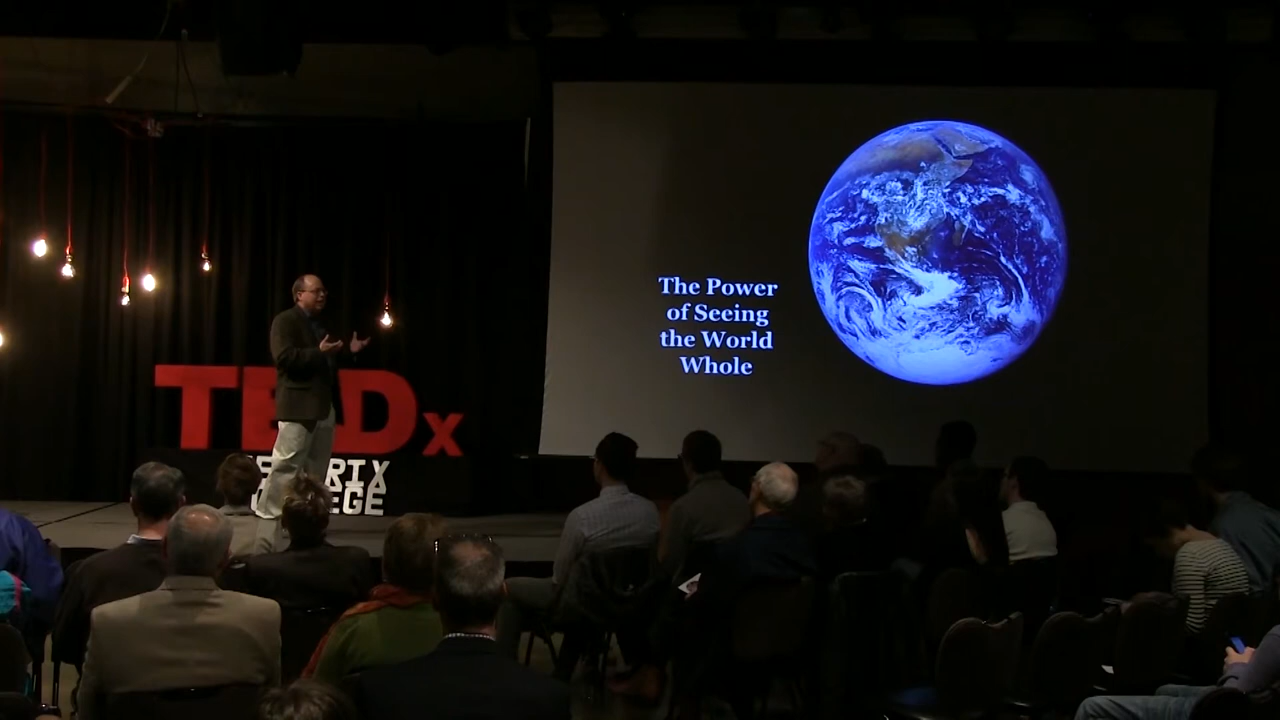 The Power
of Seeing
the World
Whole
TEDx